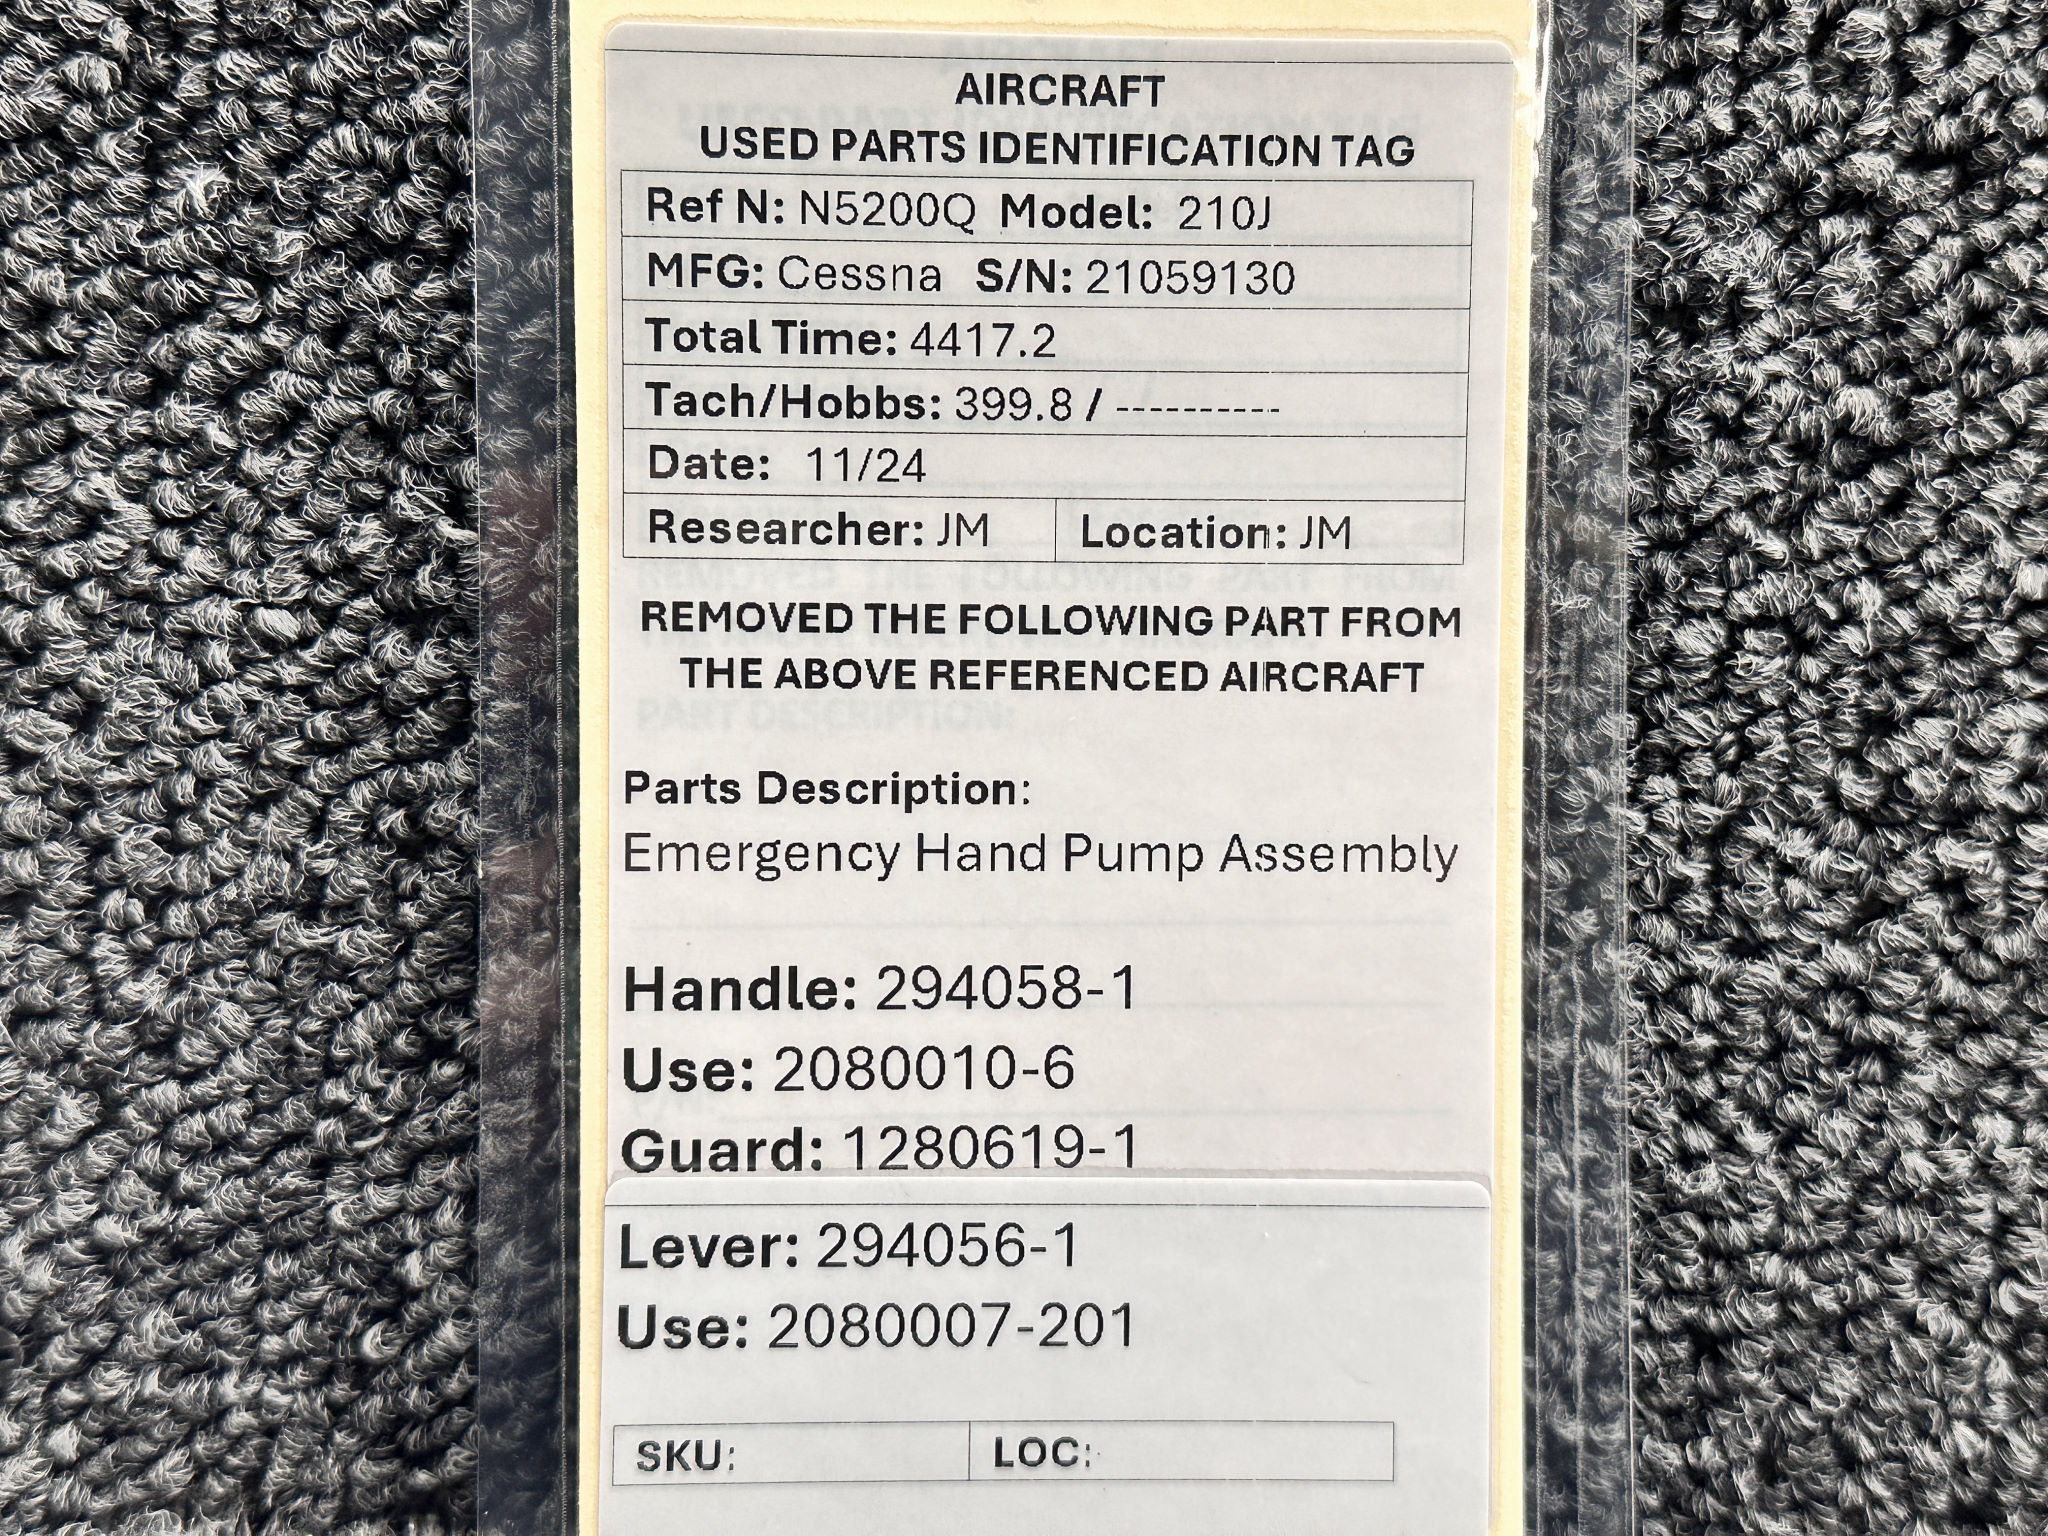 AIRCRAFT
USED PARTS IDENTIFICATION TAG
Ref N: N5200Q Model: 210J
MFG: Cessna S/N: 21059130
Total Time: 4417.2
Tach/Hobbs: 399.8 / ----------
Date: 11/24
Researcher: JM Location: JM
REMOVED THE FOLLOWING PART FROM
THE ABOVE REFERENCED AIRCRAFT
PART DESCRIPTION:
Parts Description:
Emergency Hand Pump Assembly
Handle: 294058-1
Use: 2080010-6
Guard: 1280619-1
Lever: 294056-1
Use: 2080007-201
SKU: LOC: